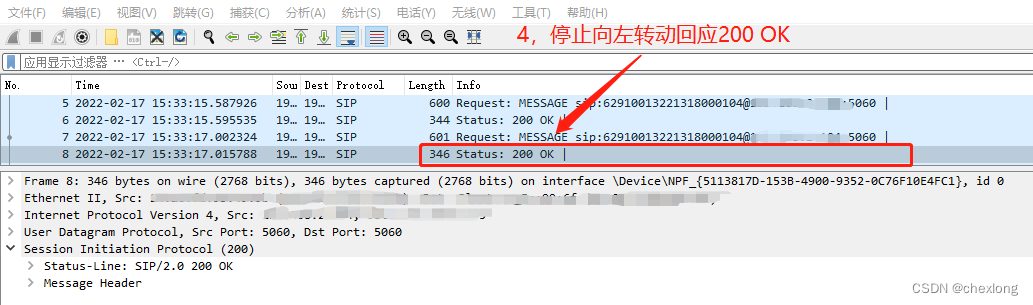 文件(F) 编辑(E) 视图(V) 跳转(G) 捕获(C) 分析(A) 统计(S) 电话(Y) 无线(W) 工具(T) 帮助(H)
4，停止向左转动回应200 OK
应用显示过滤器 … <Ctrl-/>
No. Time Sou Dest Protocol Length Info
5 2022-02-17 15:33:15.587926 19… 19… SIP 600 Request: MESSAGE sip:62910013221318000104@ :5060 |
6 2022-02-17 15:33:15.595535 19… 19… SIP 344 Status: 200 OK |
7 2022-02-17 15:33:17.002324 19… 19… SIP 601 Request: MESSAGE sip:62910013221318000104@ 5060 |
8 2022-02-17 15:33:17.015788 19… 19… SIP 346 Status: 200 OK |
Frame 8: 346 bytes on wire (2768 bits), 346 bytes captured (2768 bits) on interface \Device\NPF_{5113817D-153B-4900-9352-0C76F10E4FC1}, id 0
Ethernet II, Src:
Internet Protocol Version 4, Src:
User Datagram Protocol, Src Port: 5060, Dst Port: 5060
Session Initiation Protocol (200)
Status-Line: SIP/2.0 200 OK
Message Header
CSDN @chexlong